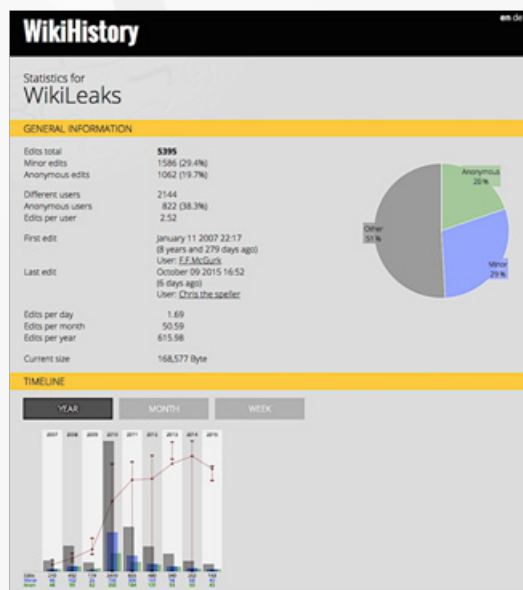 WikiHistory
en de
Statistics for
WikiLeaks
GENERAL INFORMATION
Edits total 5395
Minor edits 1586 (29.4%)
Anonymous edits 1062 (19.7%)
Different users 2144
Anonymous users 822 (38.3%)
Edits per user 2.52
First edit January 11 2007 22:17
(8 years and 279 days ago)
User: F.F.McGurk
Last edit October 09 2015 16:52
(6 days ago)
User: Chris the speller
Edits per day 1.69
Edits per month 50.59
Edits per year 615.98
Current size 168,577 Byte
Anonymous
20 %
Other
51 %
Minor
29 %
TIMELINE
YEAR MONTH WEEK
2007 2008 2009 2010 2011 2012 2013 2014 2015
Edits
Minor